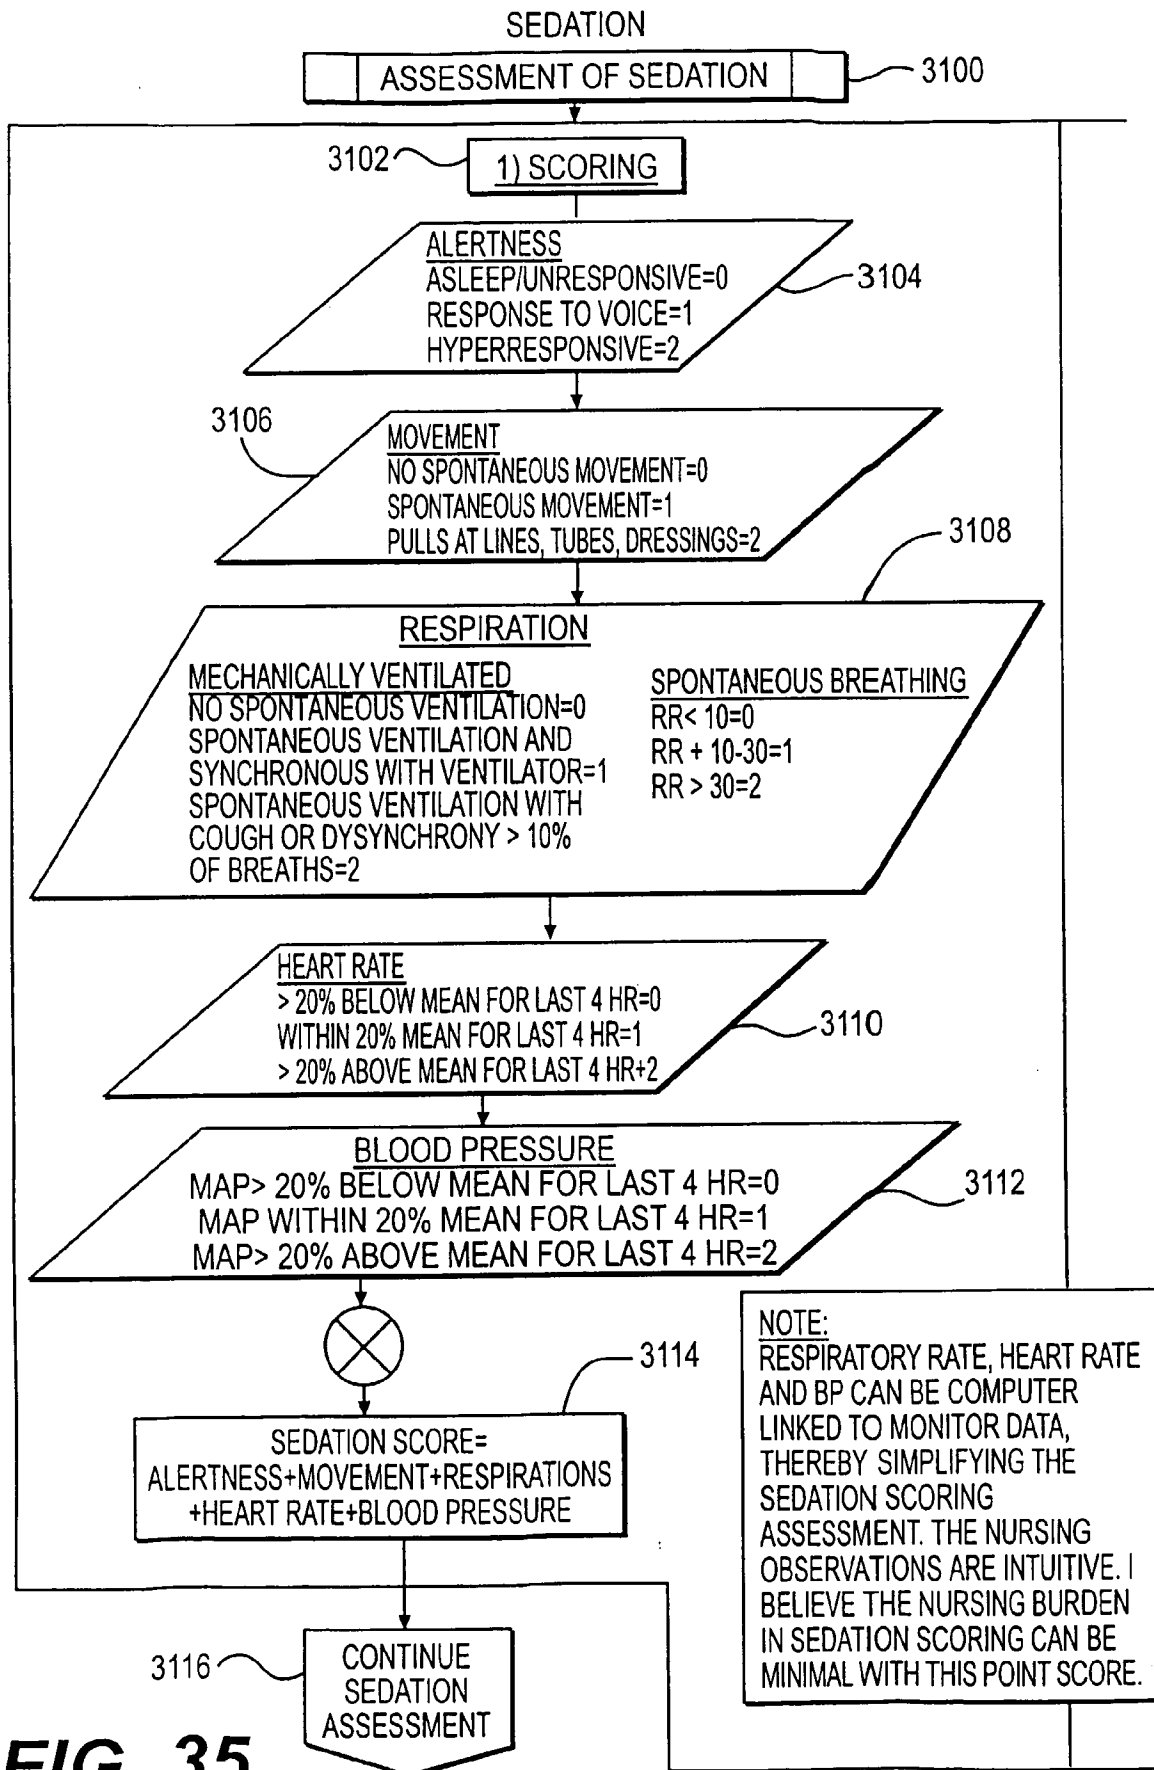 SEDATION
ASSESSMENT OF SEDATION
3100
3102
1) SCORING
ALERTNESS
ASLEEP/UNRESPONSIVE=0
RESPONSE TO VOICE=1
HYPERRESPONSIVE=2
3104
3106
MOVEMENT
NO SPONTANEOUS MOVEMENT=0
SPONTANEOUS MOVEMENT=1
PULLS AT LINES, TUBES, DRESSINGS=2
3108
RESPIRATION
MECHANICALLY VENTILATED
NO SPONTANEOUS VENTILATION=0
SPONTANEOUS VENTILATION AND
SYNCHRONOUS WITH VENTILATOR=1
SPONTANEOUS VENTILATION WITH
COUGH OR DYSYNCHRONY > 10%
OF BREATHS=2
SPONTANEOUS BREATHING
RR< 10=0
RR + 10-30=1
RR > 30=2
HEART RATE
> 20% BELOW MEAN FOR LAST 4 HR=0
WITHIN 20% MEAN FOR LAST 4 HR=1
> 20% ABOVE MEAN FOR LAST 4 HR+2
3110
BLOOD PRESSURE
MAP> 20% BELOW MEAN FOR LAST 4 HR=0
MAP WITHIN 20% MEAN FOR LAST 4 HR=1
MAP> 20% ABOVE MEAN FOR LAST 4 HR=2
3112
3114
SEDATION SCORE=
ALERTNESS+MOVEMENT+RESPIRATIONS
+HEART RATE+BLOOD PRESSURE
NOTE:
RESPIRATORY RATE, HEART RATE
AND BP CAN BE COMPUTER
LINKED TO MONITOR DATA,
THEREBY SIMPLIFYING THE
SEDATION SCORING
ASSESSMENT. THE NURSING
OBSERVATIONS ARE INTUITIVE. I
BELIEVE THE NURSING BURDEN
IN SEDATION SCORING CAN BE
MINIMAL WITH THIS POINT SCORE.
3116
CONTINUE
SEDATION
ASSESSMENT
FIG. 35